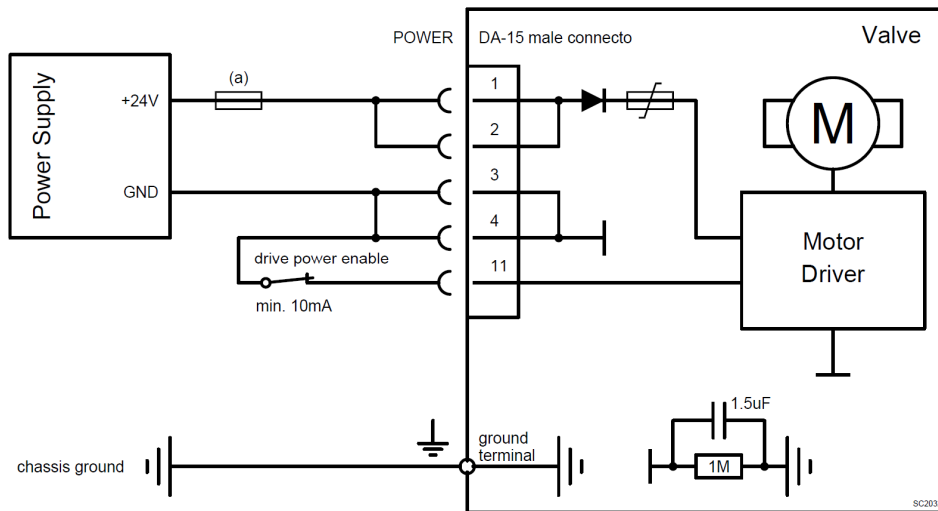 POWER
DA-15 male connecto
Valve
Power Supply
+24V
(a)
1
2
M
GND
3
4
drive power enable
11
min. 10mA
Motor
Driver
1.5uF
ground
terminal
chassis ground
1M
SC203